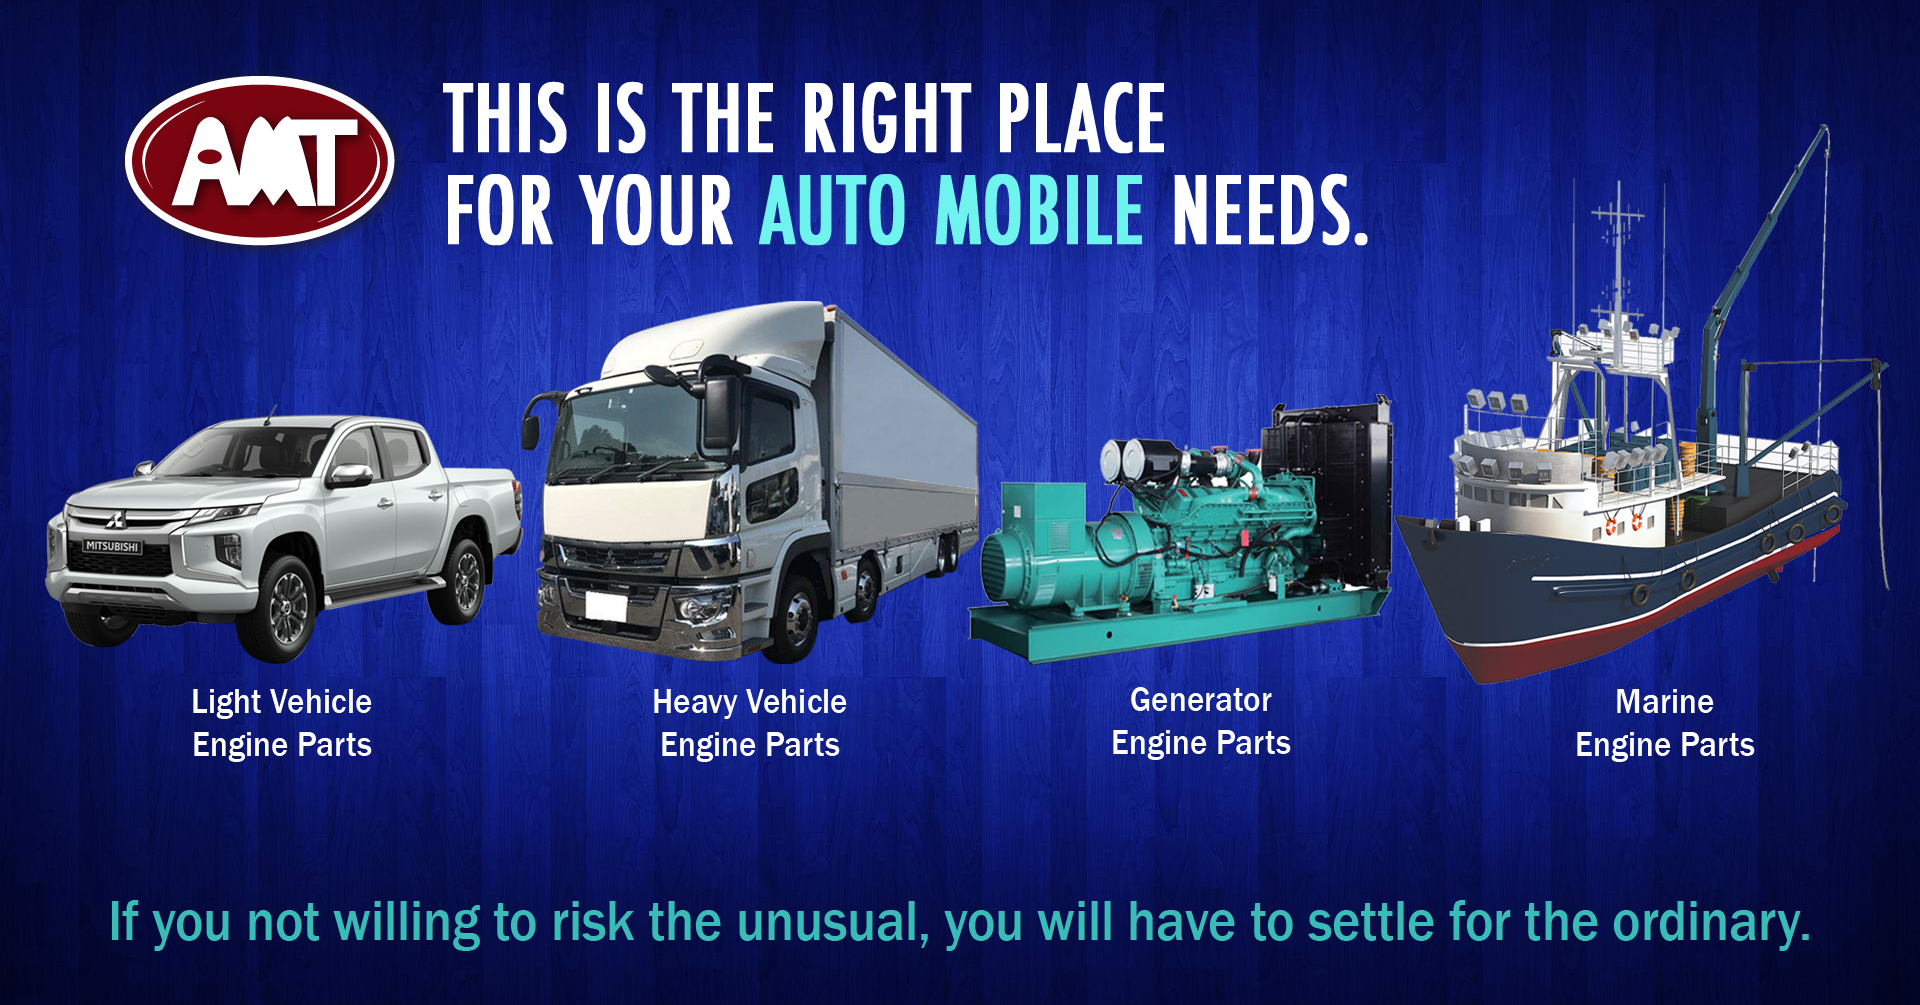 AMT
THIS IS THE RIGHT PLACE
FOR YOUR AUTO MOBILE NEEDS.
MITSUBISHI
Light Vehicle
Engine Parts
Heavy Vehicle
Engine Parts
Generator
Engine Parts
Marine
Engine Parts
If you not willing to risk the unusual, you will have to settle for the ordinary.